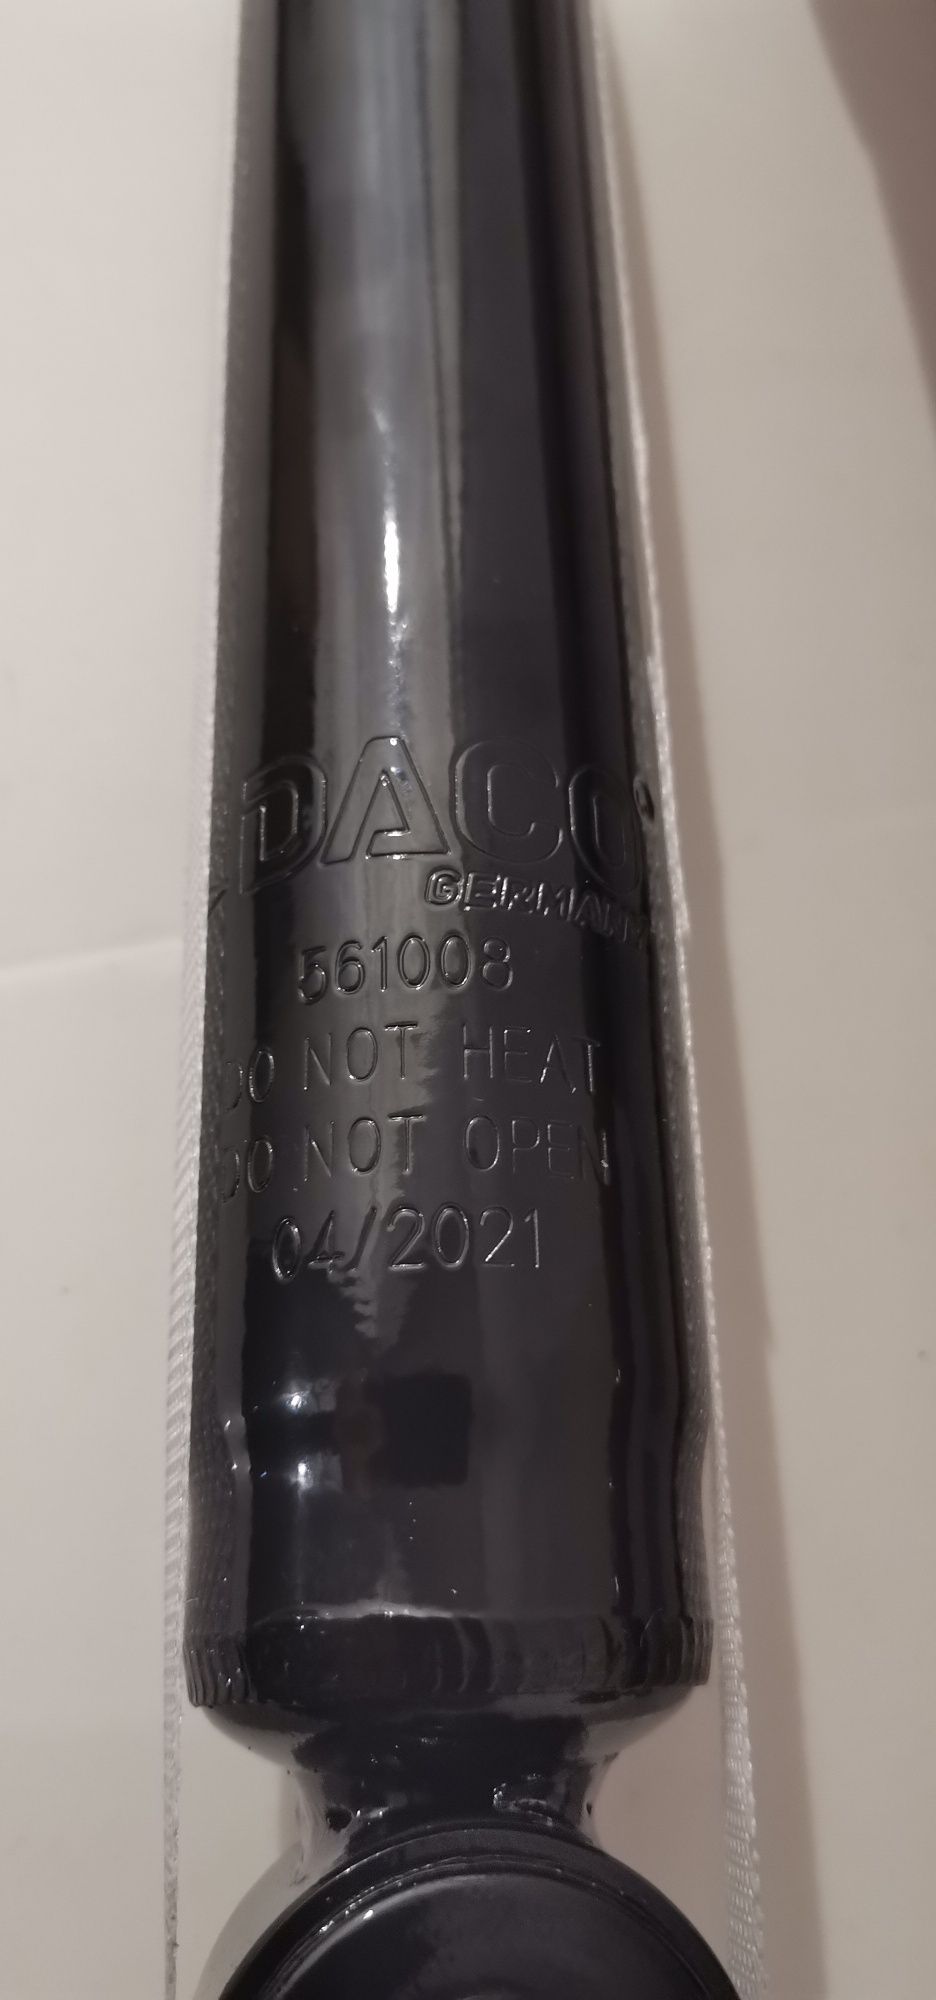 DACO
GERMANY
561008
DO NOT HEAT
DO NOT OPEN
04/2021